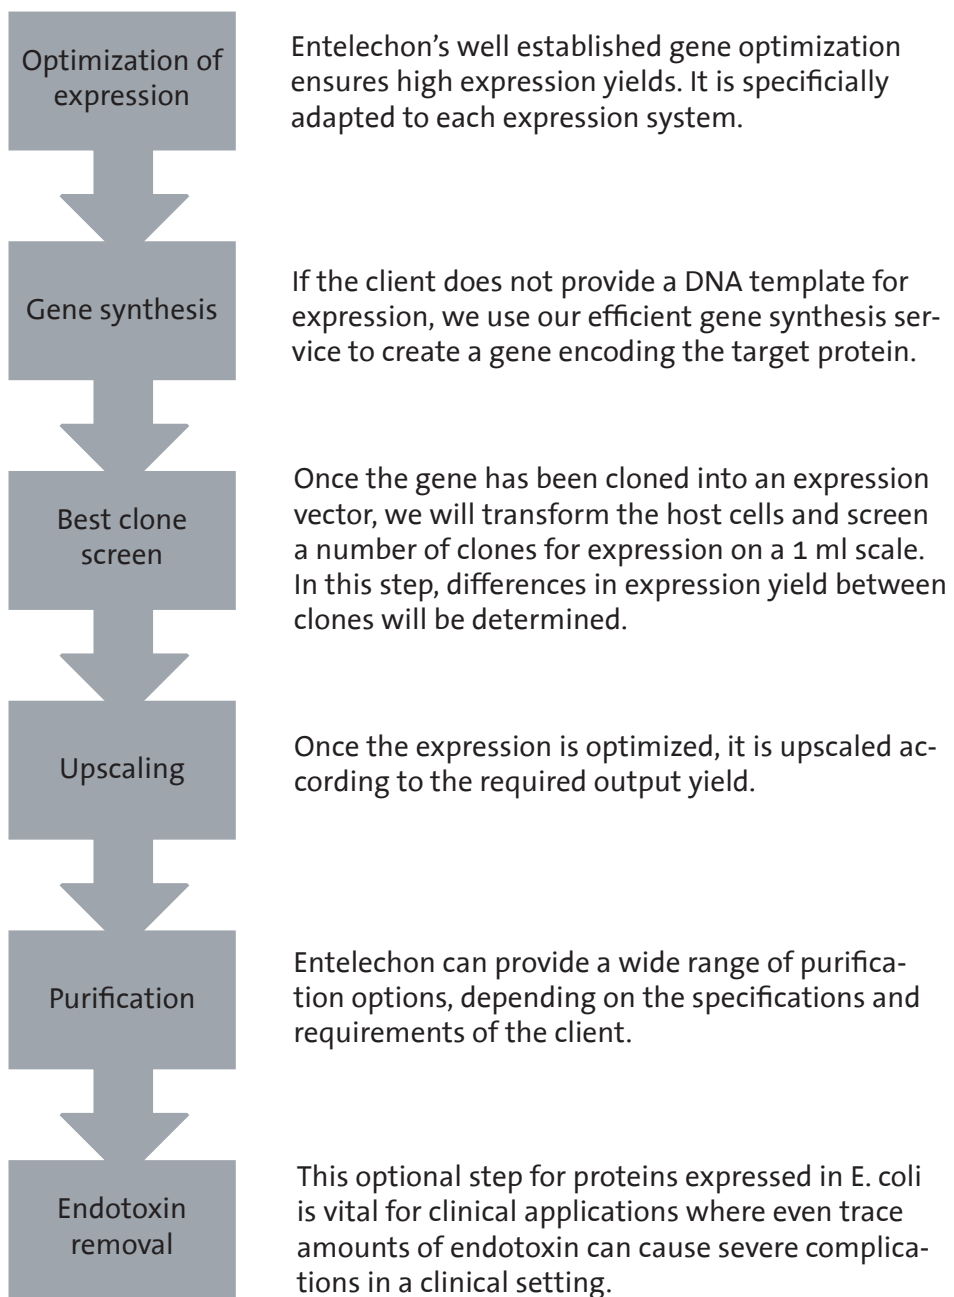 Optimization of
expression
Entelechon’s well established gene optimization
ensures high expression yields. It is specificially
adapted to each expression system.
Gene synthesis
If the client does not provide a DNA template for
expression, we use our efficient gene synthesis ser-
vice to create a gene encoding the target protein.
Best clone
screen
Once the gene has been cloned into an expression
vector, we will transform the host cells and screen
a number of clones for expression on a 1 ml scale.
In this step, differences in expression yield between
clones will be determined.
Upscaling
Once the expression is optimized, it is upscaled ac-
cording to the required output yield.
Purification
Entelechon can provide a wide range of purifica-
tion options, depending on the specifications and
requirements of the client.
Endotoxin
removal
This optional step for proteins expressed in E. coli
is vital for clinical applications where even trace
amounts of endotoxin can cause severe complica-
tions in a clinical setting.